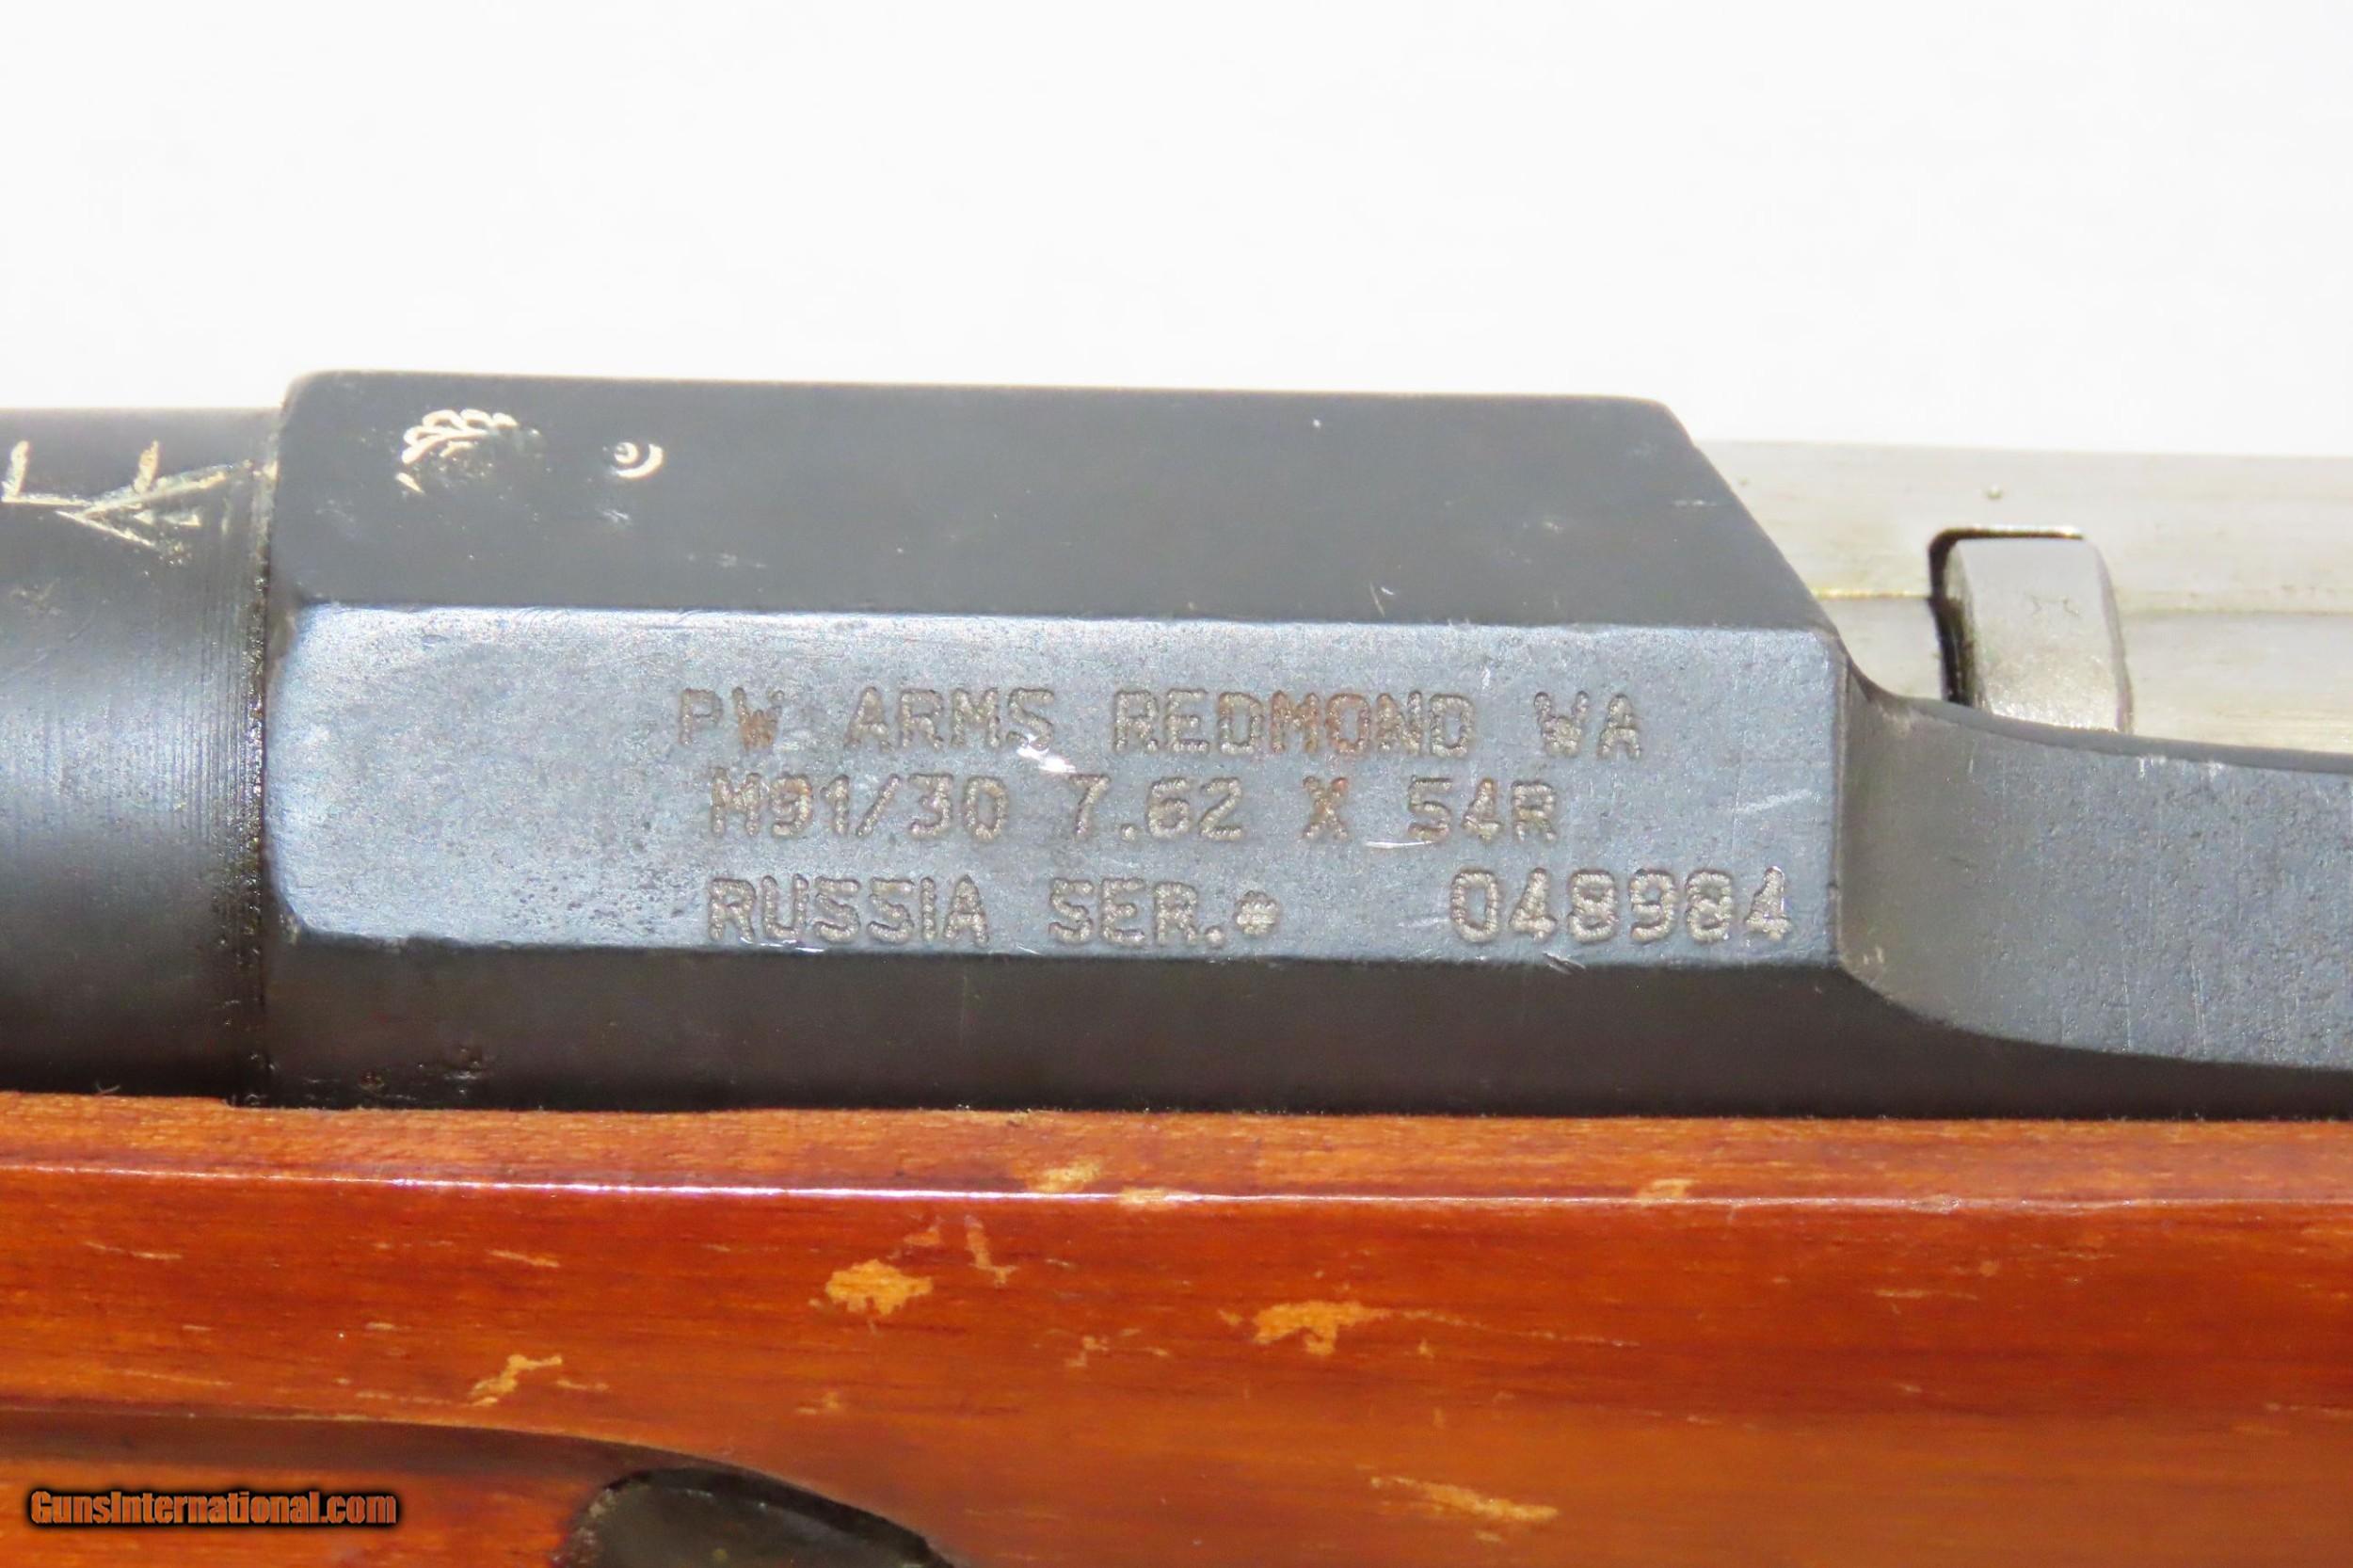 PW ARMS REDMOND WA
M91/30 7.62 X 54R
RUSSIA SER.# 048984
GunsInternational.com